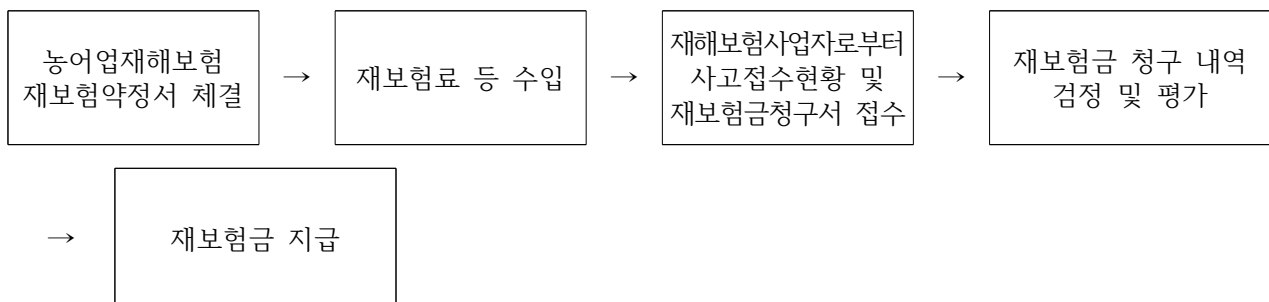 농어업재해보험
재보험약정서 체결
→
재보험료 등 수입
→
재해보험사업자로부터
사고접수현황 및
재보험금청구서 접수
→
재보험금 청구 내역
검정 및 평가
→
재보험금 지급